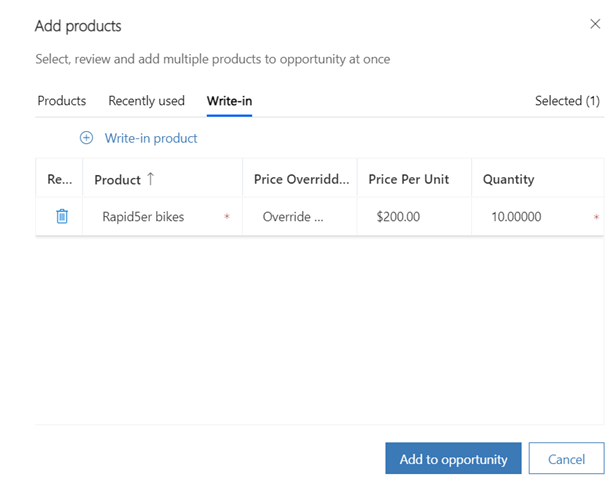 Add products
Select, review and add multiple products to opportunity at once
Products Recently used Write-in Selected (1)
Write-in product
Re... Product ↑ Price Overridd... Price Per Unit Quantity
Rapid5er bikes * Override ... $200.00 10.00000 *
Add to opportunity Cancel